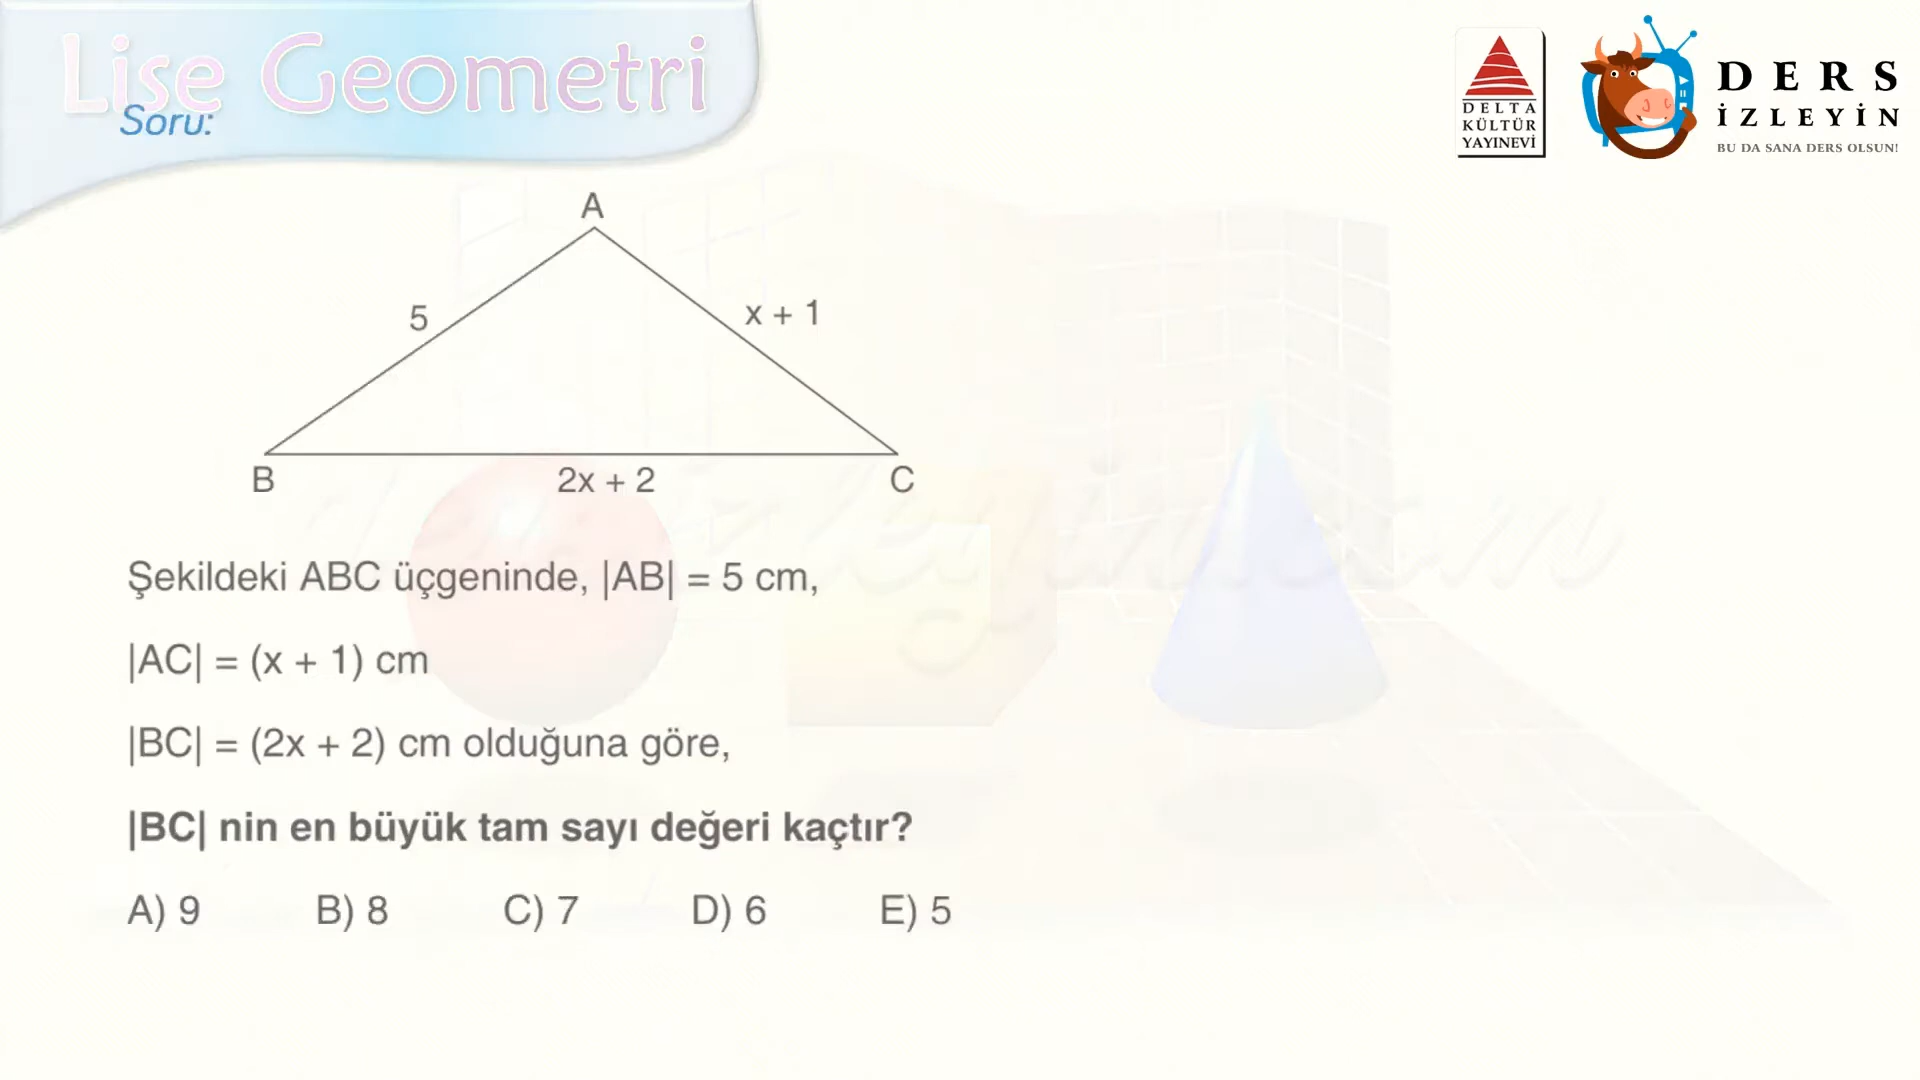 Lise Geometri
Soru:
DELTA
KÜLTÜR
YAYINEVİ
DERS
İZLEYİN
BU DA SANA DERS OLSUN!
A
5
x + 1
B
2x + 2
C
Şekildeki ABC üçgeninde, |AB| = 5 cm,
|AC| = (x + 1) cm
|BC| = (2x + 2) cm olduğuna göre,
|BC| nin en büyük tam sayı değeri kaçtır?
A) 9 B) 8 C) 7 D) 6 E) 5